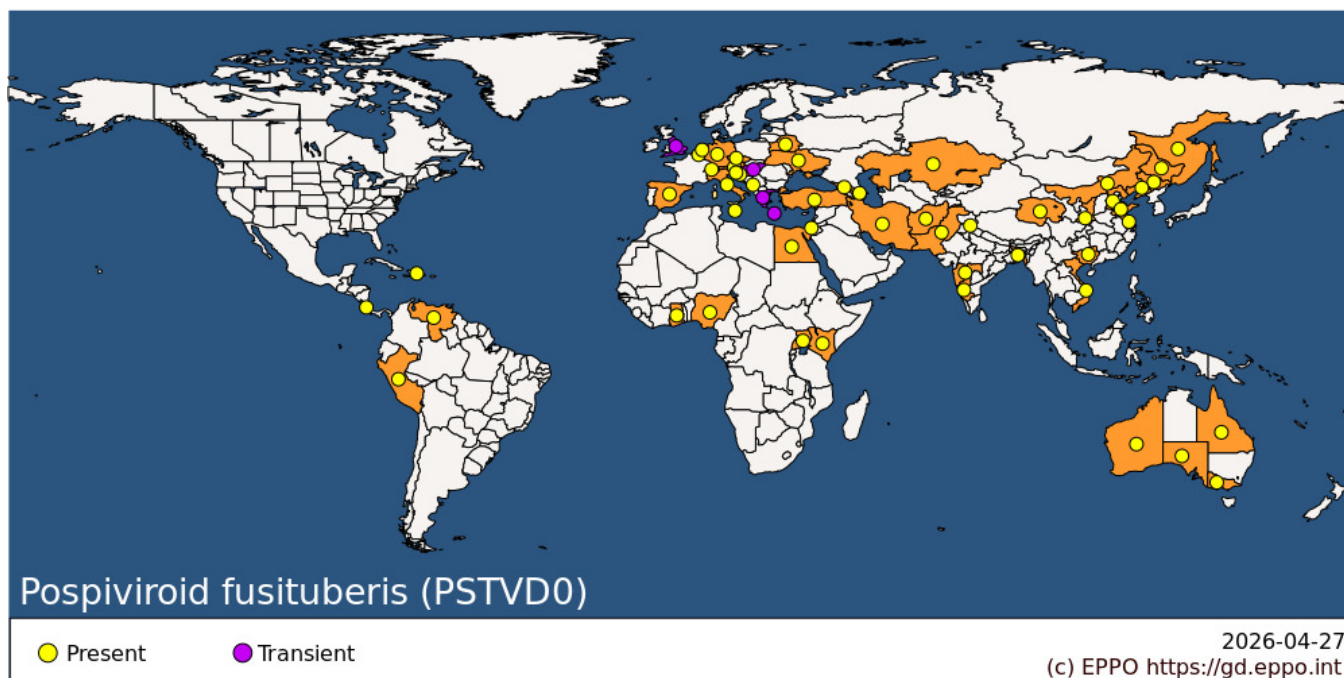 Pospiviroid fusituberis (PSTVD0)
Present
Transient
2026-04-27
(c) EPPO https://gd.eppo.int